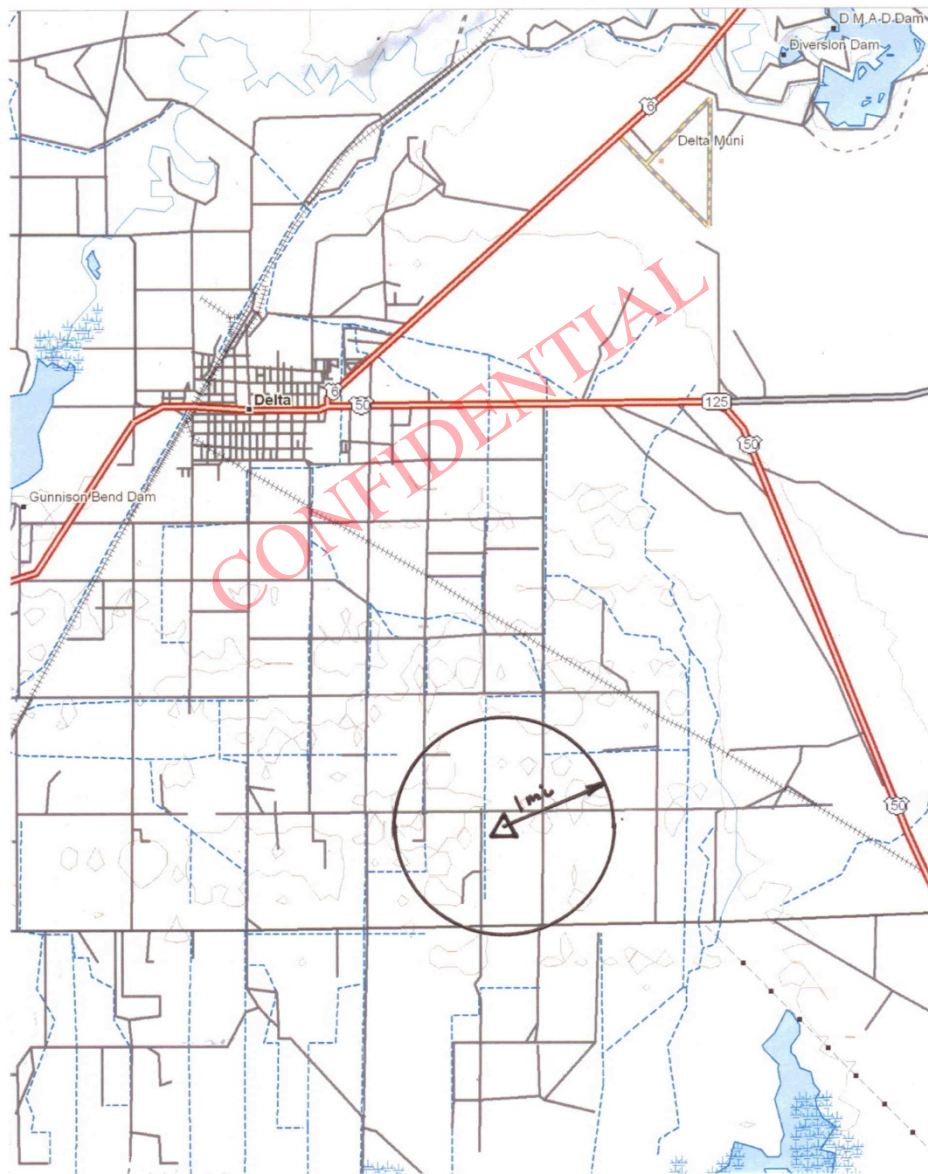 D M A-D Dam
Diversion Dam
6
Delta Muni
6
Delta
50
125
50
Gunnison Bend Dam
CONFIDENTIAL
1 mi
50